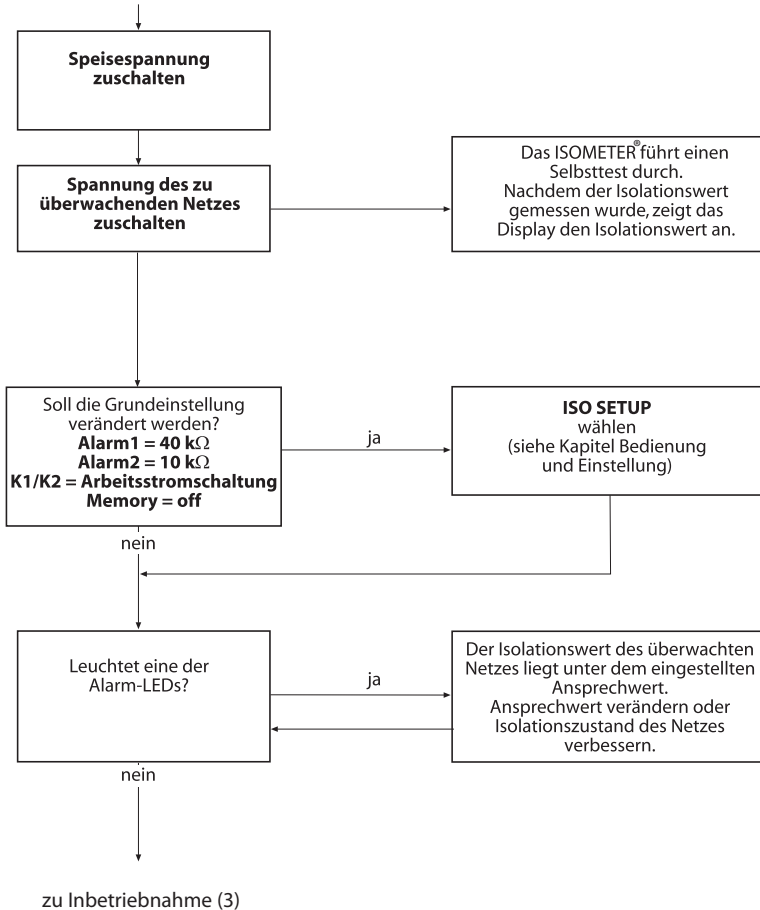 Speisespannung
zuschalten
Spannung des zu
überwachenden Netzes
zuschalten
Das ISOMETER® führt einen
Selbsttest durch.
Nachdem der Isolationswert
gemessen wurde, zeigt das
Display den Isolationswert an.
Soll die Grundeinstellung
verändert werden?
Alarm1 = 40 kΩ
Alarm2 = 10 kΩ
K1/K2 = Arbeitsstromschaltung
Memory = off
ja
ISO SETUP
wählen
(siehe Kapitel Bedienung
und Einstellung)
nein
Leuchtet eine der
Alarm-LEDs?
ja
Der Isolationswert des überwachten
Netzes liegt unter dem eingestellten
Ansprechwert.
Ansprechwert verändern oder
Isolationszustand des Netzes
verbessern.
nein
zu Inbetriebnahme (3)